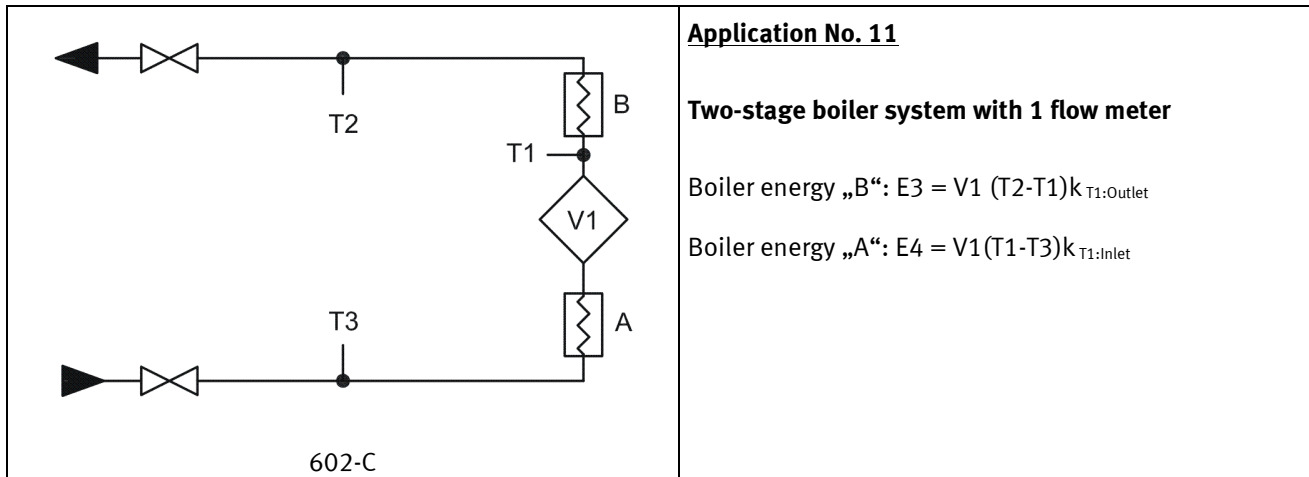 T2
B
T1
V1
T3
A
602-C
Application No. 11
Two-stage boiler system with 1 flow meter
Boiler energy „B“: E3 = V1 (T2-T1)k T1:Outlet
Boiler energy „A“: E4 = V1(T1-T3)k T1:Inlet